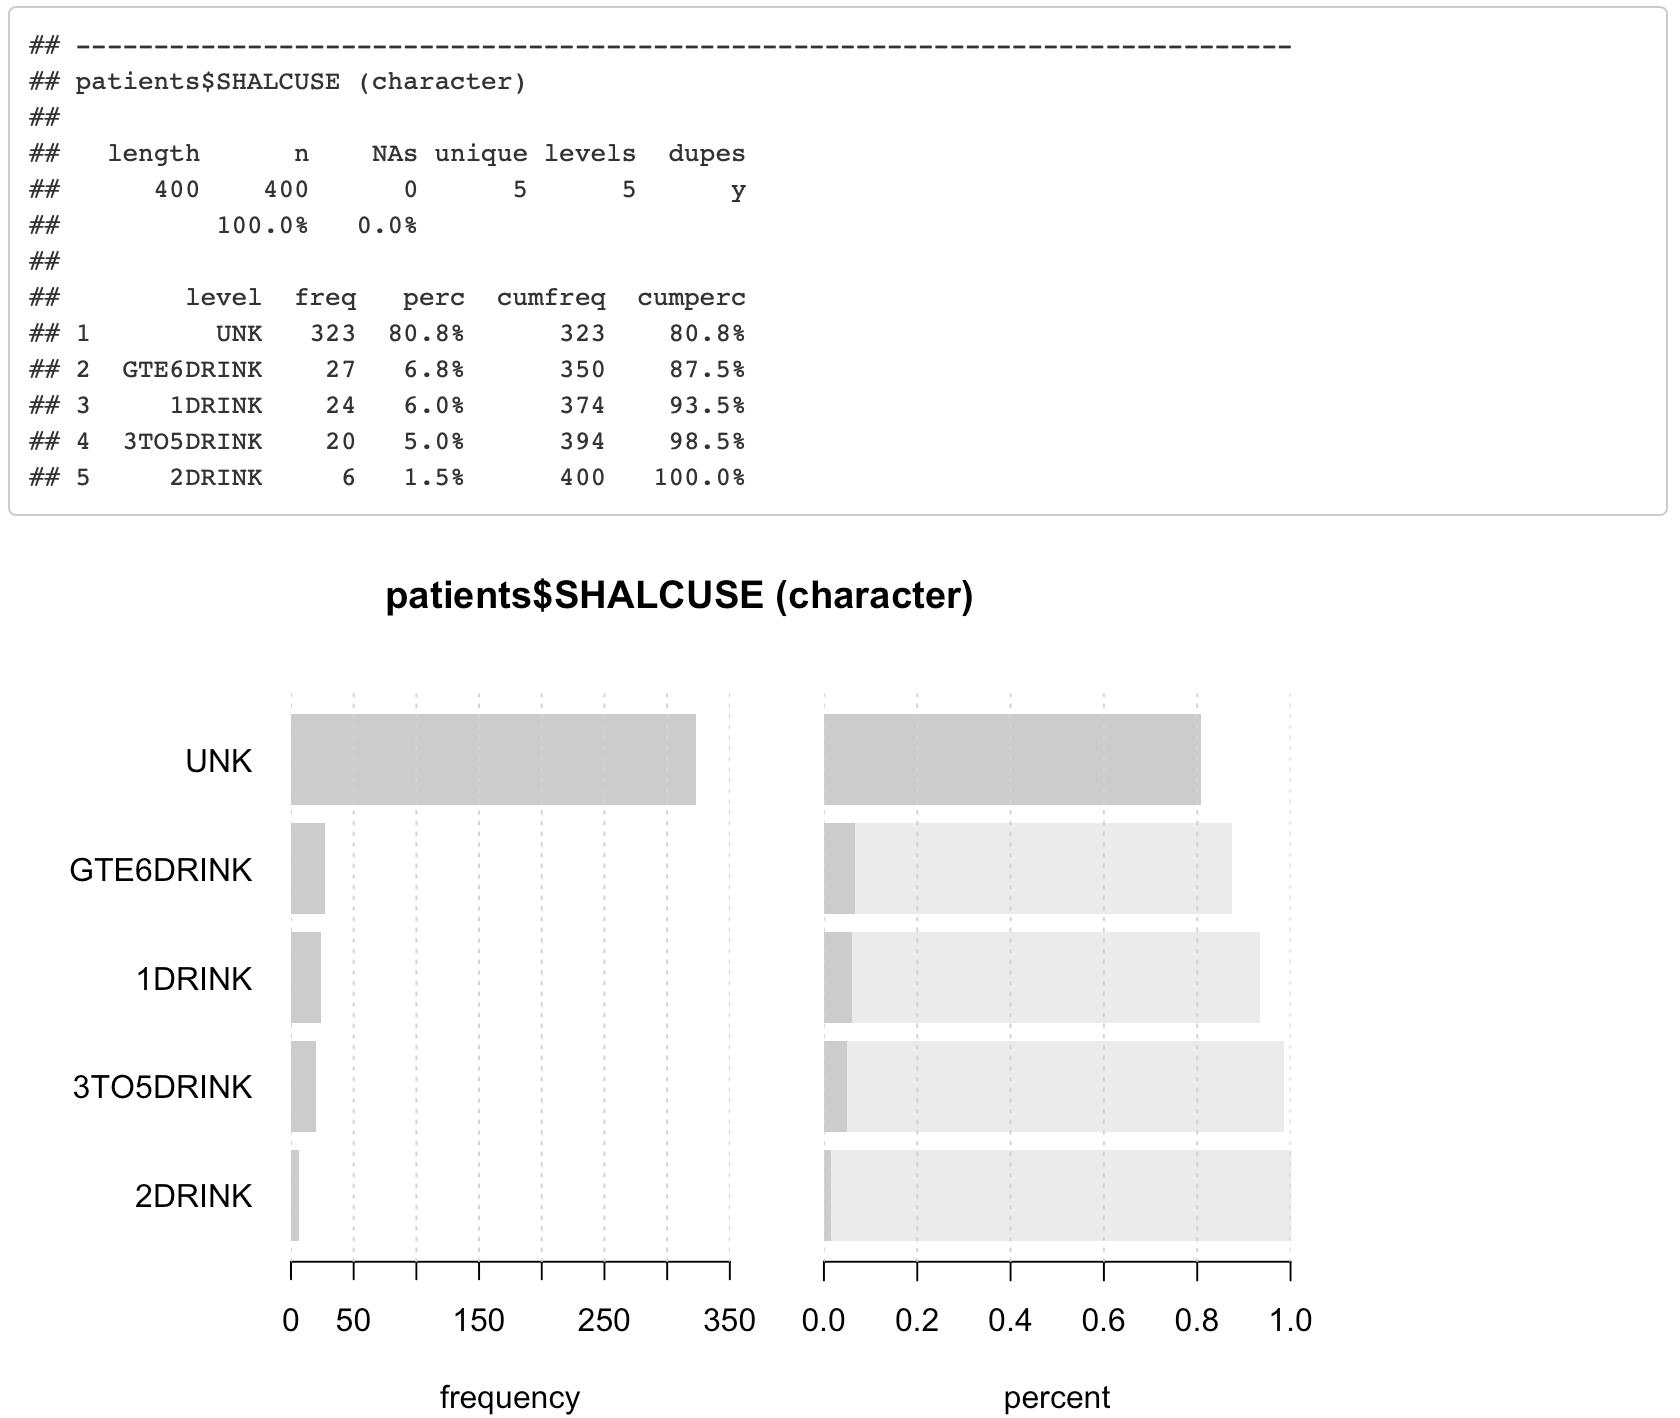 ## ------------------------------------------------------------------------------
## patients$SHALCUSE (character)
##
##   length      n    NAs unique levels  dupes
##      400    400      0      5      5      y
##          100.0%   0.0%
##
##        level  freq   perc  cumfreq  cumperc
## 1        UNK   323  80.8%      323    80.8%
## 2  GTE6DRINK    27   6.8%      350    87.5%
## 3     1DRINK    24   6.0%      374    93.5%
## 4  3TO5DRINK    20   5.0%      394    98.5%
## 5     2DRINK     6   1.5%      400   100.0%
patients$SHALCUSE (character)
UNK
GTE6DRINK
1DRINK
3TO5DRINK
2DRINK
0 50 150 250 350 0.0 0.2 0.4 0.6 0.8 1.0
frequency percent